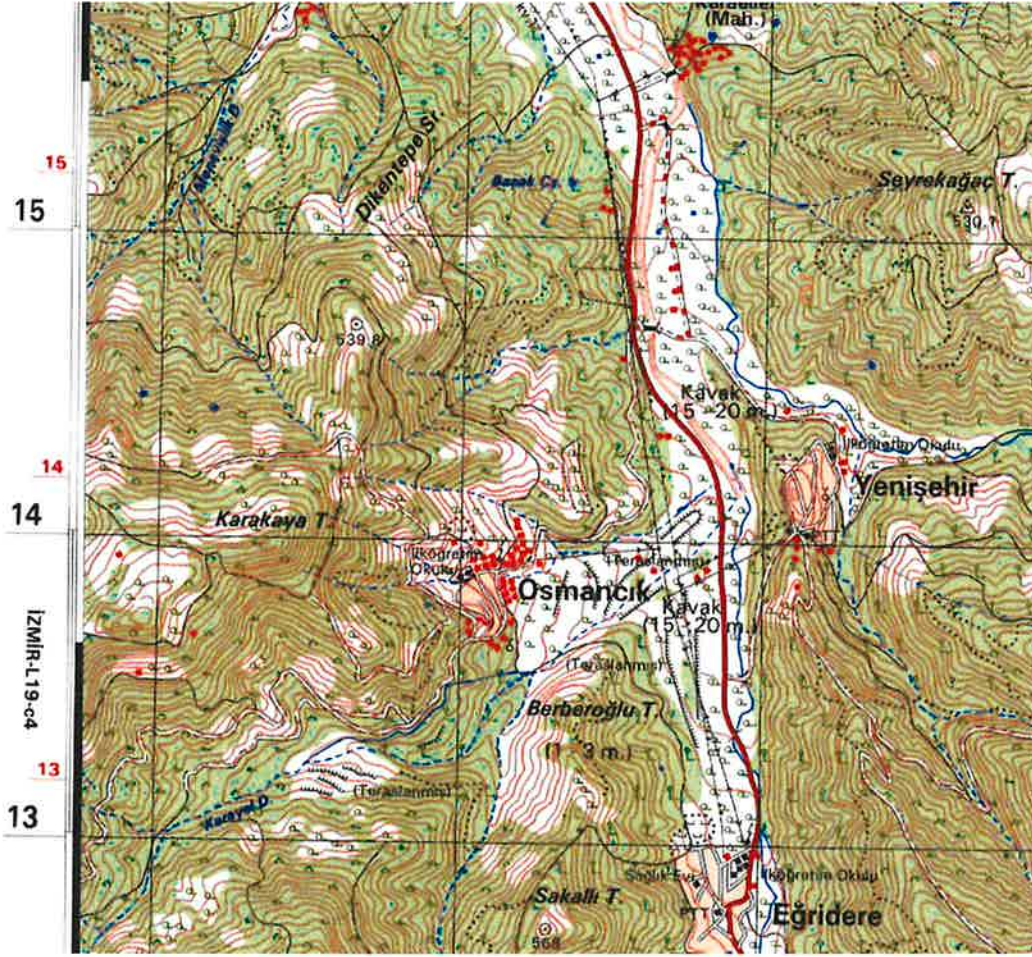 (Mah.)
15
Dikentepe Sr.
Seyrekağaç T.
15
530.7
539.8
Kavak
(15 - 20 m.)
İlköğretim Okulu
14
Yenişehir
14
Karakaya T.
PTT
İlköğretim
Okulu
(Teraslanmış)
Osmancık
Kavak
(15 - 20 m.)
İZMİR-L19-c4
(Teraslanmış)
Berberoğlu T.
(1 - 3 m.)
13
(Teraslanmış)
13
Sağlık Evi
İlköğretim Okulu
Sakallı T.
PTT
Eğridere
568